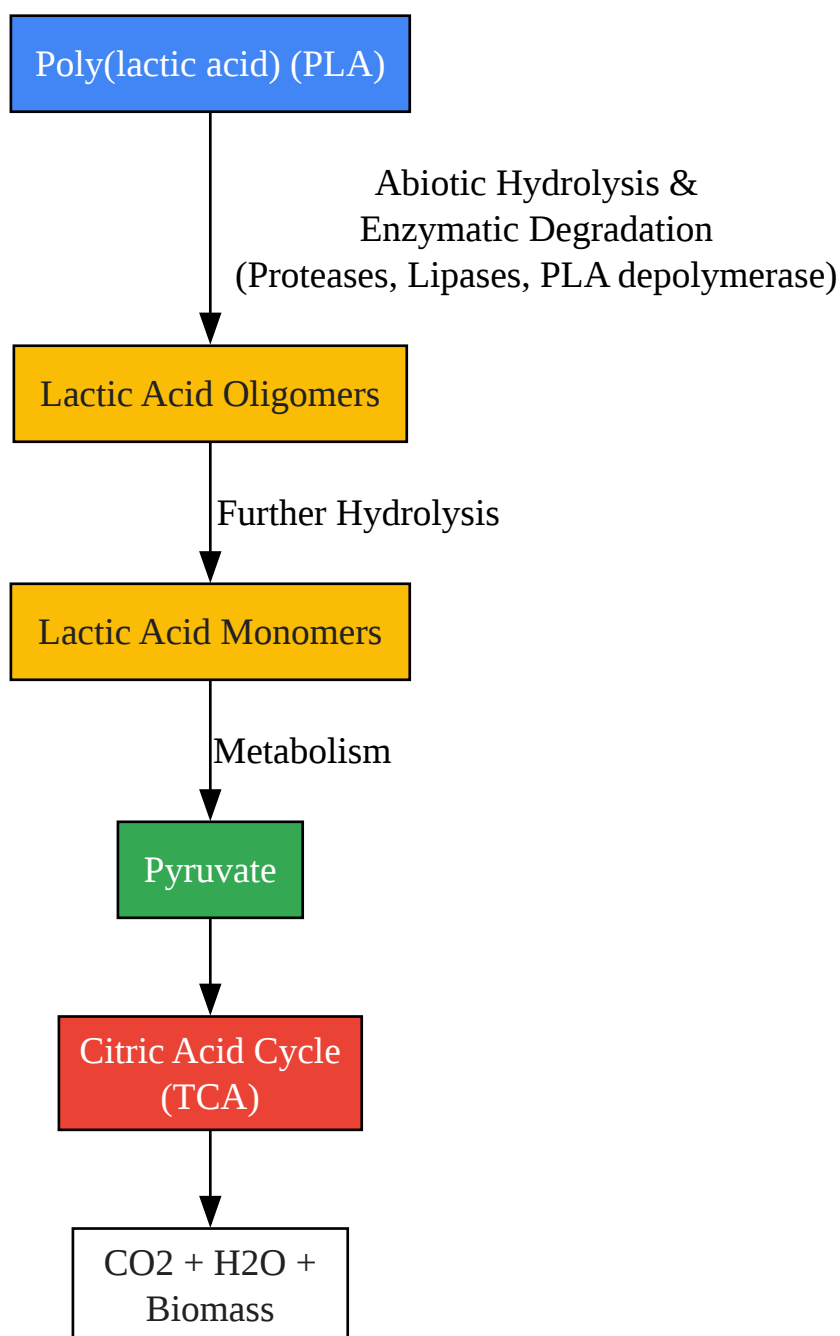 Poly(lactic acid) (PLA)
Abiotic Hydrolysis &
Enzymatic Degradation
(Proteases, Lipases, PLA depolymerase)
Lactic Acid Oligomers
Further Hydrolysis
Lactic Acid Monomers
Metabolism
Pyruvate
Citric Acid Cycle
(TCA)
CO2 + H2O +
Biomass